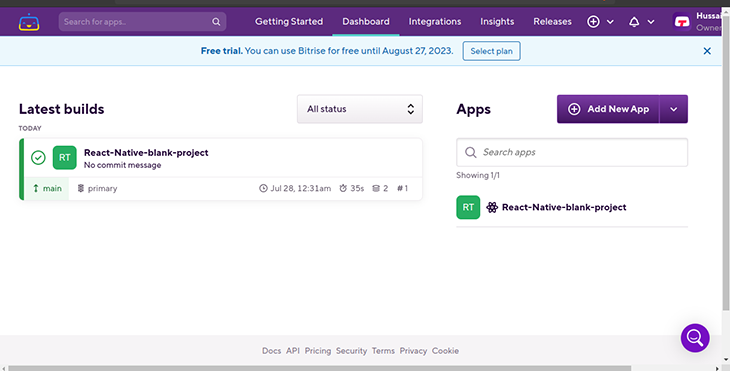 Search for apps.. Getting Started Dashboard Integrations Insights Releases
Owner
Free trial. You can use Bitrise for free until August 27, 2023. Select plan
Latest builds All status Apps Add New App
TODAY
RT React-Native-blank-project
No commit message
main primary Jul 28, 12:31am 35s 2 #1
Search apps
Showing 1/1
RT React-Native-blank-project
Docs API Pricing Security Terms Privacy Cookie